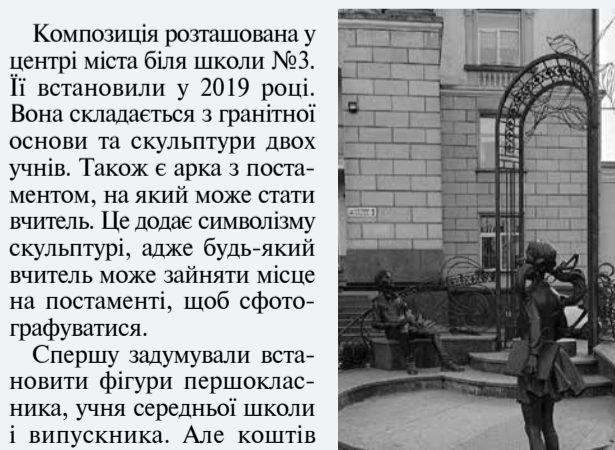 Композиція розташована у
центрі міста біля школи №3.
Її встановили у 2019 році.
Вона складається з гранітної
основи та скульптури двох
учнів. Також є арка з поста-
ментом, на який може стати
вчитель. Це додає символізму
скульптурі, адже будь-який
вчитель може зайняти місце
на постаменті, щоб сфото-
графуватися.
Спершу задумували вста-
новити фігури першоклас-
ника, учня середньої школи
і випускника. Але коштів